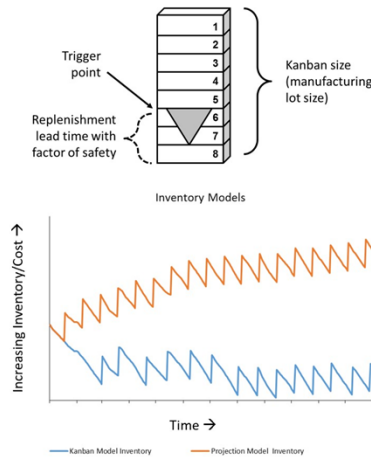 1
2
3
4
5
6
7
8
Trigger
point
Replenishment
lead time with
factor of safety
Kanban size
(manufacturing
lot size)
Inventory Models
Increasing Inventory/Cost →
Time →
Kanban Model Inventory
Projection Model Inventory